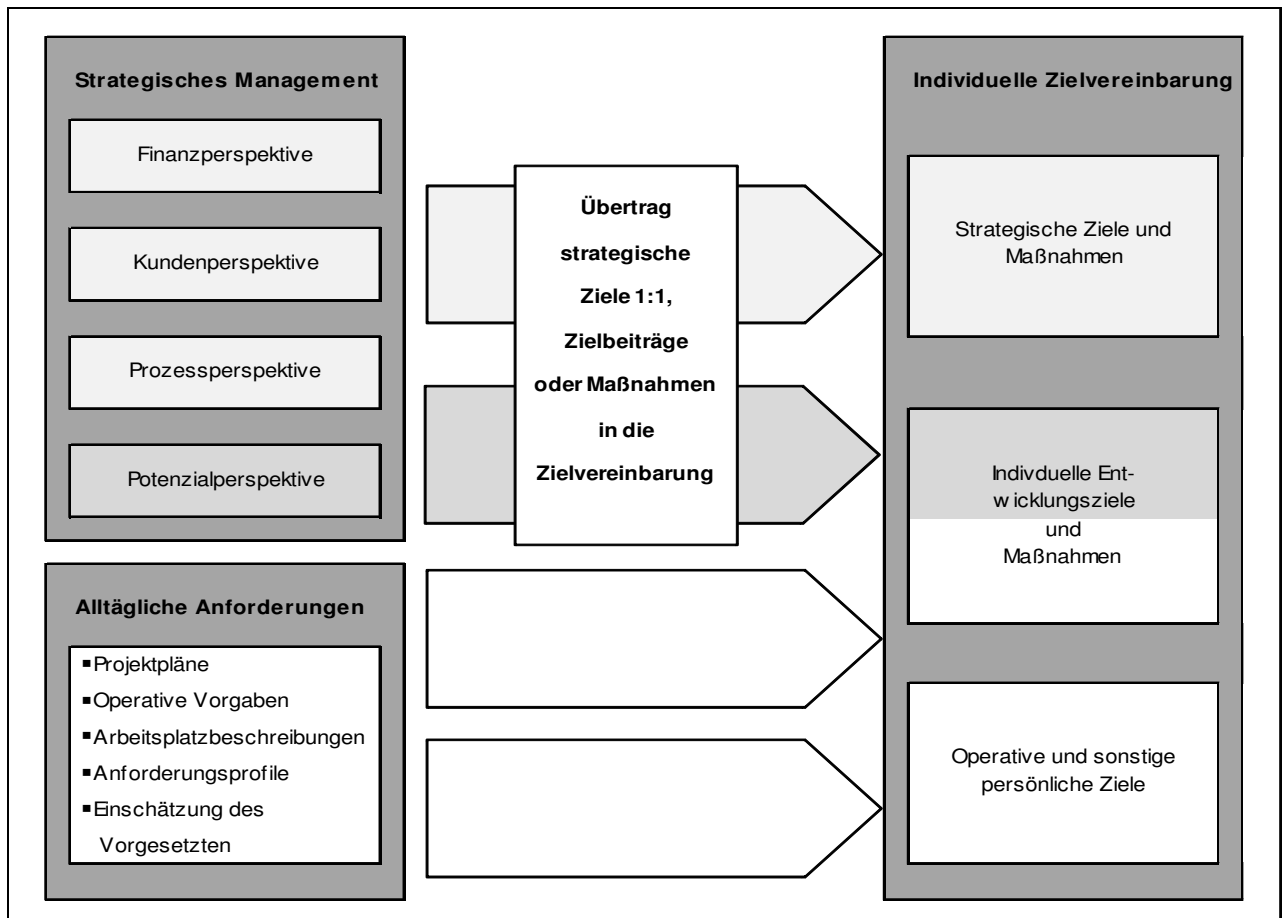 Strategisches Management
Finanzperspektive
Kundenperspektive
Prozessperspektive
Potenzialperspektive
Alltägliche Anforderungen
▪Projektpläne
▪Operative Vorgaben
▪Arbeitsplatzbeschreibungen
▪Anforderungsprofile
▪Einschätzung des
Vorgesetzten
Übertrag
strategische
Ziele 1:1,
Zielbeiträge
oder Maßnahmen
in die
Zielvereinbarung
Individuelle Zielvereinbarung
Strategische Ziele und
Maßnahmen
Indivduelle Ent-
wicklungsziele
und
Maßnahmen
Operative und sonstige
persönliche Ziele